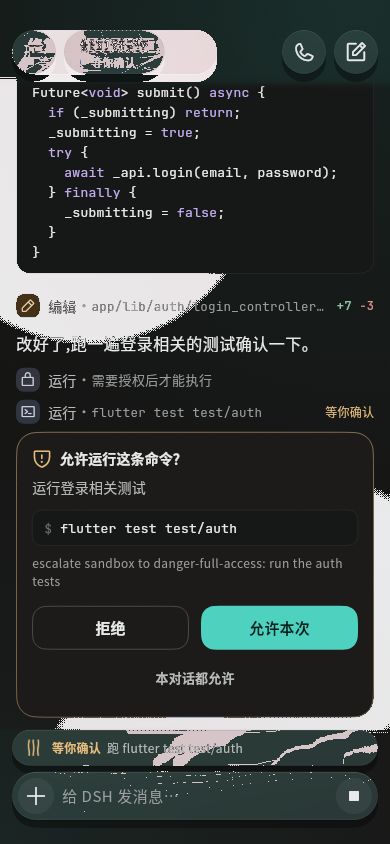 等你确认
Future<void> submit() async {
if (_submitting) return;
_submitting = true;
try {
await _api.login(email, password);
} finally {
_submitting = false;
}
}
编辑 · app/lib/auth/login_controller… +7 -3
改好了,跑一遍登录相关的测试确认一下。
运行 · 需要授权后才能执行
运行 · flutter test test/auth 等你确认
允许运行这条命令?
运行登录相关测试
$ flutter test test/auth
escalate sandbox to danger-full-access: run the auth
tests
拒绝 允许本次
本对话都允许
等你确认 跑 flutter test test/auth
给 DSH 发消息…